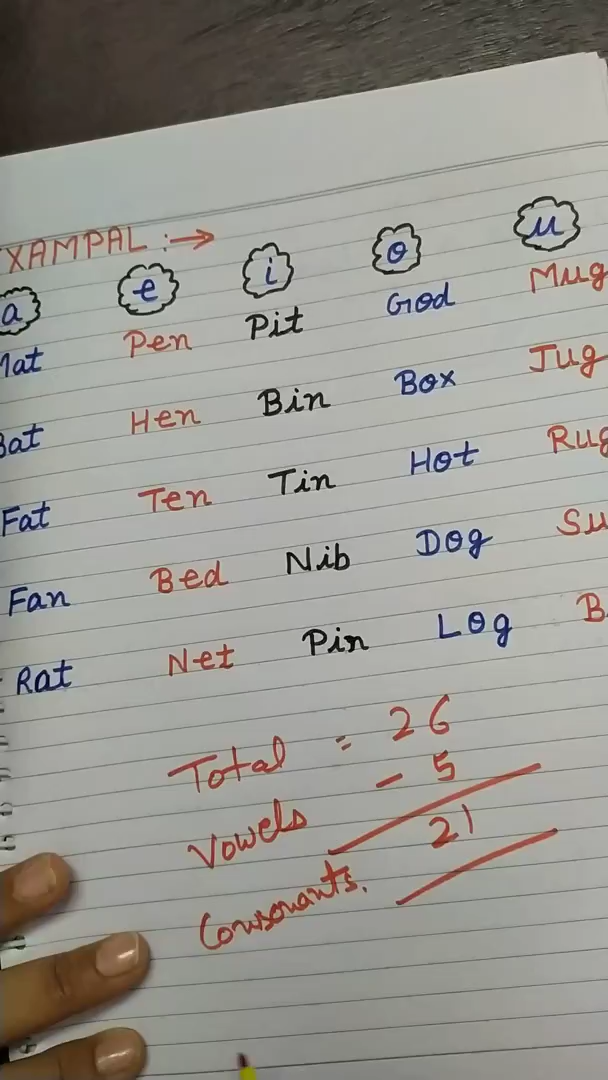 XAMPAL :→
a e i o u
Mat Pen Pit God Mug
Bat Hen Bin Box Jug
Fat Ten Tin Hot Rug
Fan Bed Nib Dog Su
Rat Net Pin Log B
Total = 26
Vowels - 5
Consonants. 21